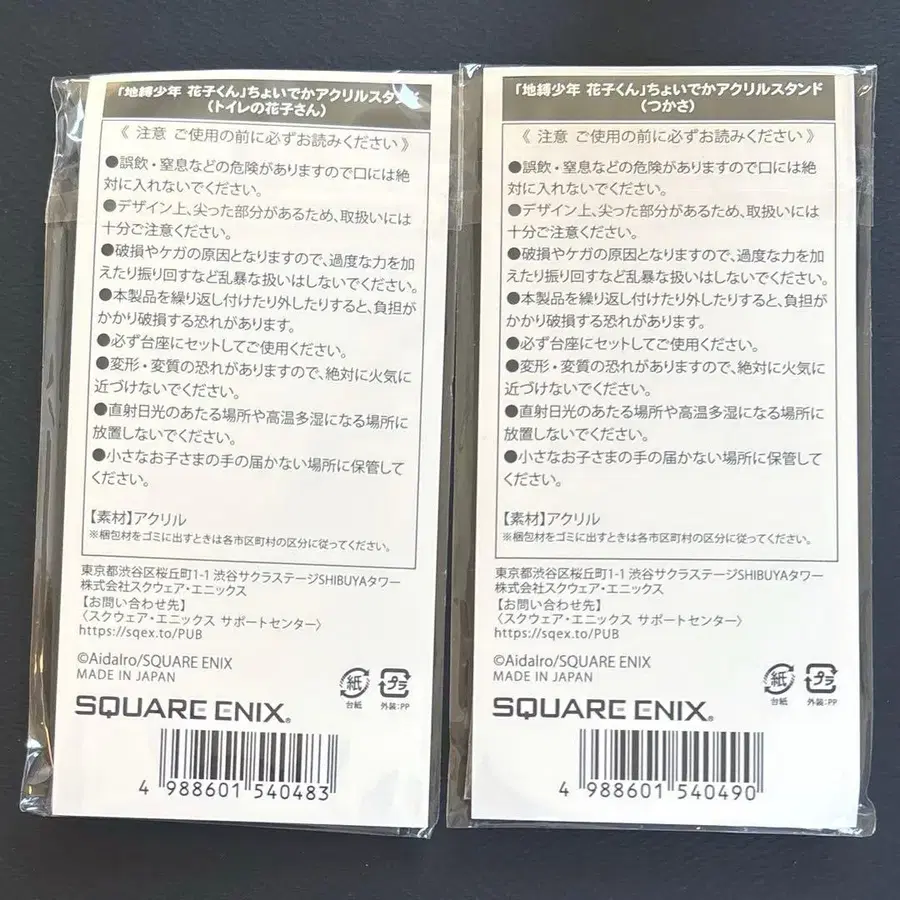 「地縛少年 花子くん」ちょいでかアクリルスタンド
(トイレの花子さん)
《 注意 ご使用の前に必ずお読みください 》
●誤飲・窒息などの危険がありますので口には絶
対に入れないでください。
●デザイン上、尖った部分があるため、取扱いには
十分ご注意ください。
●破損やケガの原因となりますので、過度な力を加
えたり振り回すなど乱暴な扱いはしないでください。
●本製品を繰り返し付けたり外したりすると、負担が
かかり破損する恐れがあります。
●必ず台座にセットしてご使用ください。
●変形・変質の恐れがありますので、絶対に火気に
近づけないでください。
●直射日光のあたる場所や高温多湿になる場所に
放置しないでください。
●小さなお子さまの手の届かない場所に保管して
ください。
【素材】アクリル
※梱包材をゴミに出すときは各市区町村の区分に従ってください。
東京都渋谷区桜丘町1-1 渋谷サクラステージSHIBUYAタワー
株式会社スクウェア・エニックス
【お問い合わせ先】
〈スクウェア・エニックス サポートセンター〉
https://sqex.to/PUB
©AidaIro/SQUARE ENIX
MADE IN JAPAN
紙
台紙
プラ
外装:PP
SQUARE ENIX®
4 988601 540483
「地縛少年 花子くん」ちょいでかアクリルスタンド
(つかさ)
《 注意 ご使用の前に必ずお読みください 》
●誤飲・窒息などの危険がありますので口には絶
対に入れないでください。
●デザイン上、尖った部分があるため、取扱いには
十分ご注意ください。
●破損やケガの原因となりますので、過度な力を加
えたり振り回すなど乱暴な扱いはしないでください。
●本製品を繰り返し付けたり外したりすると、負担が
かかり破損する恐れがあります。
●必ず台座にセットしてご使用ください。
●変形・変質の恐れがありますので、絶対に火気に
近づけないでください。
●直射日光のあたる場所や高温多湿になる場所に
放置しないでください。
●小さなお子さまの手の届かない場所に保管して
ください。
【素材】アクリル
※梱包材をゴミに出すときは各市区町村の区分に従ってください。
東京都渋谷区桜丘町1-1 渋谷サクラステージSHIBUYAタワー
株式会社スクウェア・エニックス
【お問い合わせ先】
〈スクウェア・エニックス サポートセンター〉
https://sqex.to/PUB
©AidaIro/SQUARE ENIX
MADE IN JAPAN
紙
台紙
プラ
外装:PP
SQUARE ENIX®
4 988601 540490